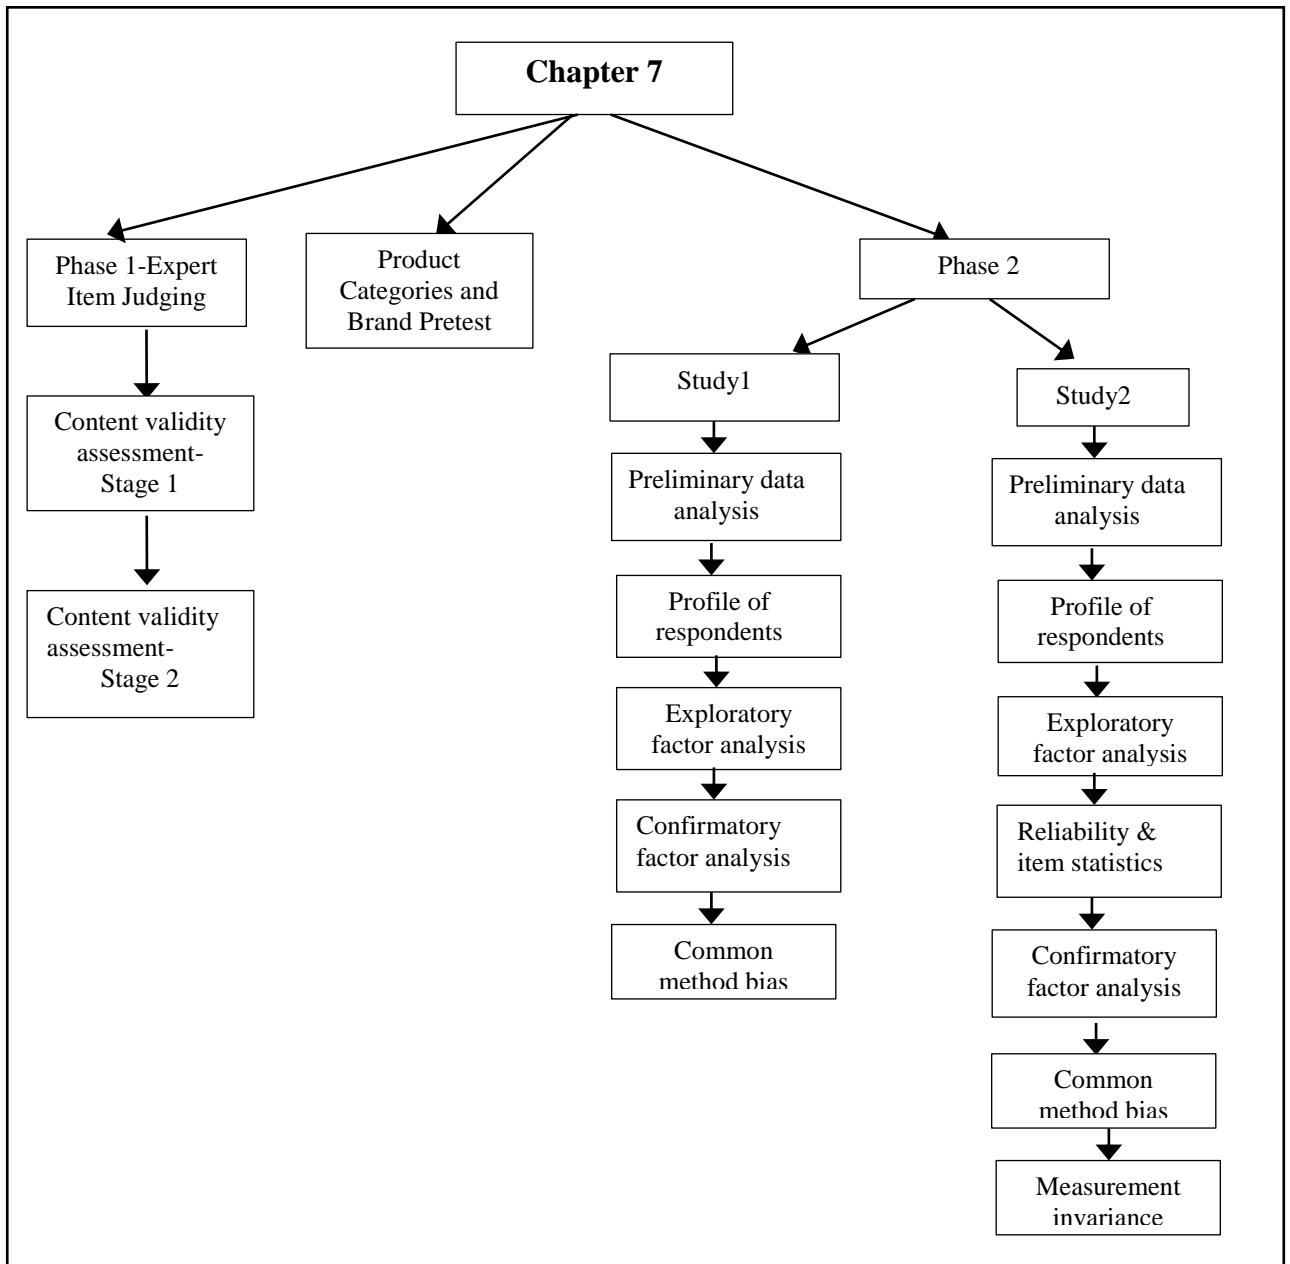 Chapter 7
Phase 1-Expert
Item Judging
Content validity
assessment-
Stage 1
Content validity
assessment-
Stage 2
Product
Categories and
Brand Pretest
Phase 2
Study1
Preliminary data
analysis
Profile of
respondents
Exploratory
factor analysis
Confirmatory
factor analysis
Common
method bias
Study2
Preliminary data
analysis
Profile of
respondents
Exploratory
factor analysis
Reliability &
item statistics
Confirmatory
factor analysis
Common
method bias
Measurement
invariance